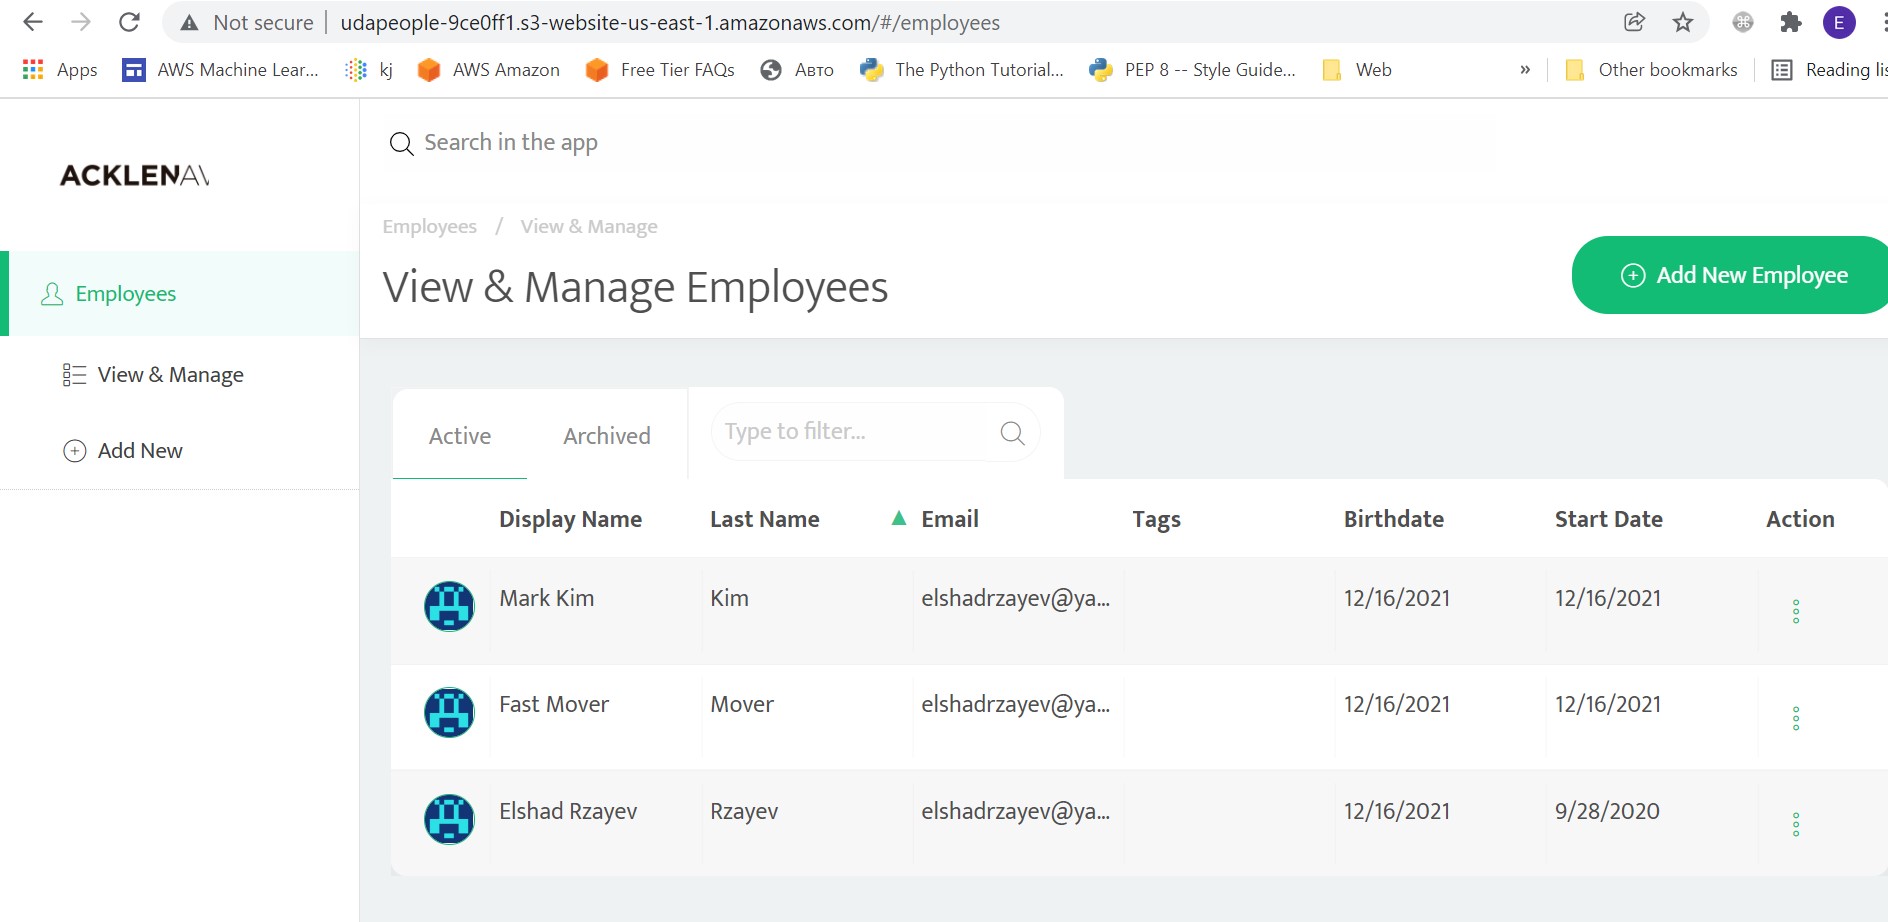 Not secure | udapeople-9ce0ff1.s3-website-us-east-1.amazonaws.com/#/employees E
Apps AWS Machine Lear... kj AWS Amazon Free Tier FAQs Авто The Python Tutorial... PEP 8 -- Style Guide... Web » Other bookmarks Reading lis
Search in the app
ACKLENAV
Employees / View & Manage
View & Manage Employees
Add New Employee
Employees
View & Manage
Add New
Active Archived Type to filter...
Display Name Last Name ▲ Email Tags Birthdate Start Date Action
Mark Kim Kim elshadrzayev@ya... 12/16/2021 12/16/2021
Fast Mover Mover elshadrzayev@ya... 12/16/2021 12/16/2021
Elshad Rzayev Rzayev elshadrzayev@ya... 12/16/2021 9/28/2020